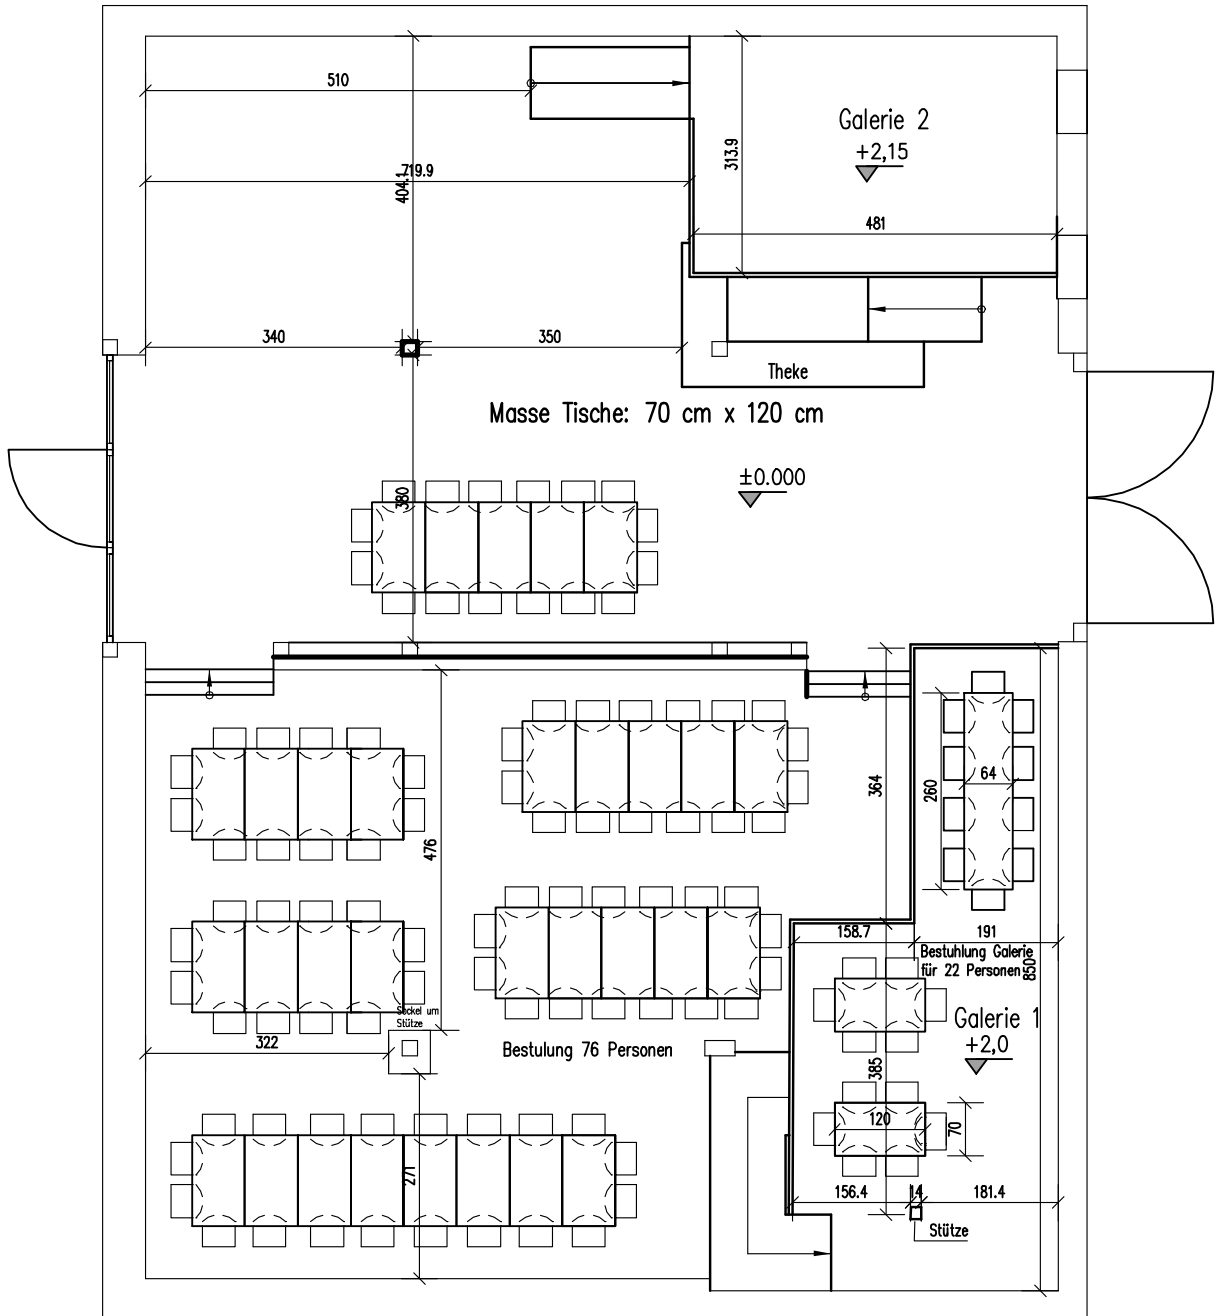 510
Galerie 2
+2,15
313.9
719.9
404.1
481
340
350
Theke
Masse Tische: 70 cm x 120 cm
±0.000
380
364
260
64
476
158.7
191
Bestuhlung Galerie
für 22 Personen
850
Sockel um
Stütze
Galerie 1
+2,0
322
Bestulung 76 Personen
385
120
70
271
156.4
14
181.4
Stütze